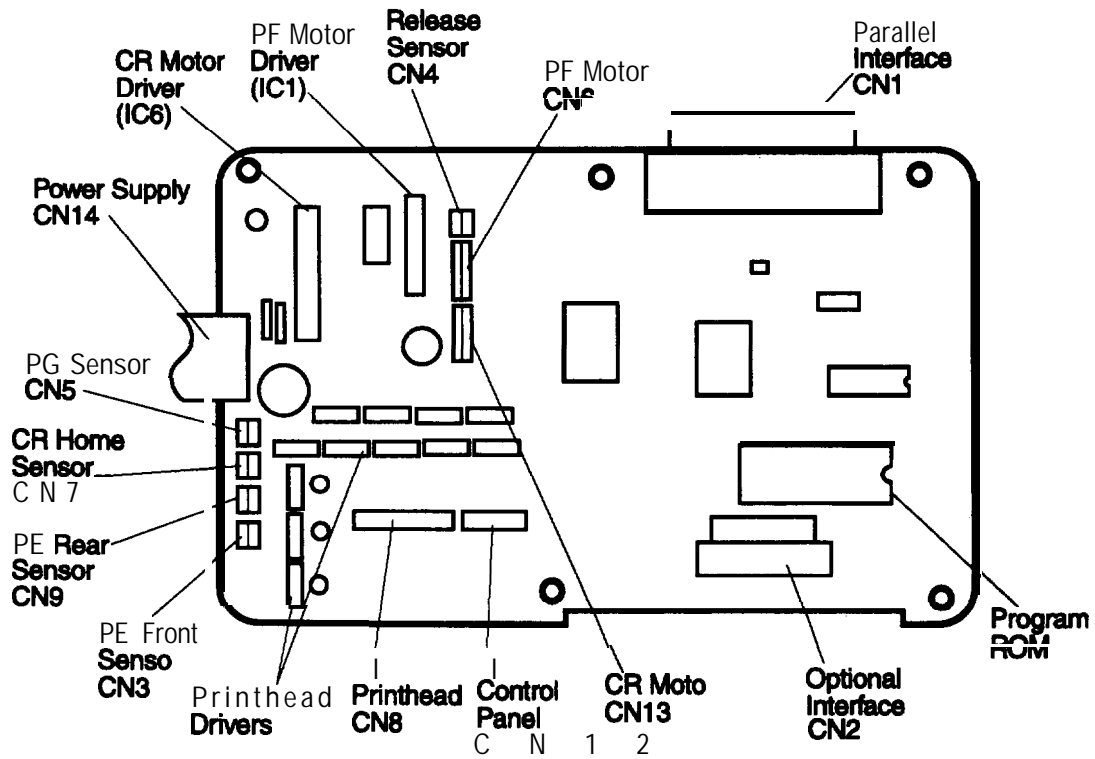 Release
Sensor
CN4
PF Motor
Driver
(IC1)
CR Motor
Driver
(IC6)
PF Motor
Parallel
Interface
CN1
Power Supply
CN14
PG Sensor
CN5
CR Home
Sensor
C N 7
PE Rear
Sensor
CN9
PE Front
Senso
CN3
Printhead
Drivers
Printhead
CN8
Control
Panel
C N 1 2
CR Moto
CN13
Optional
Interface
CN2
Program
ROM